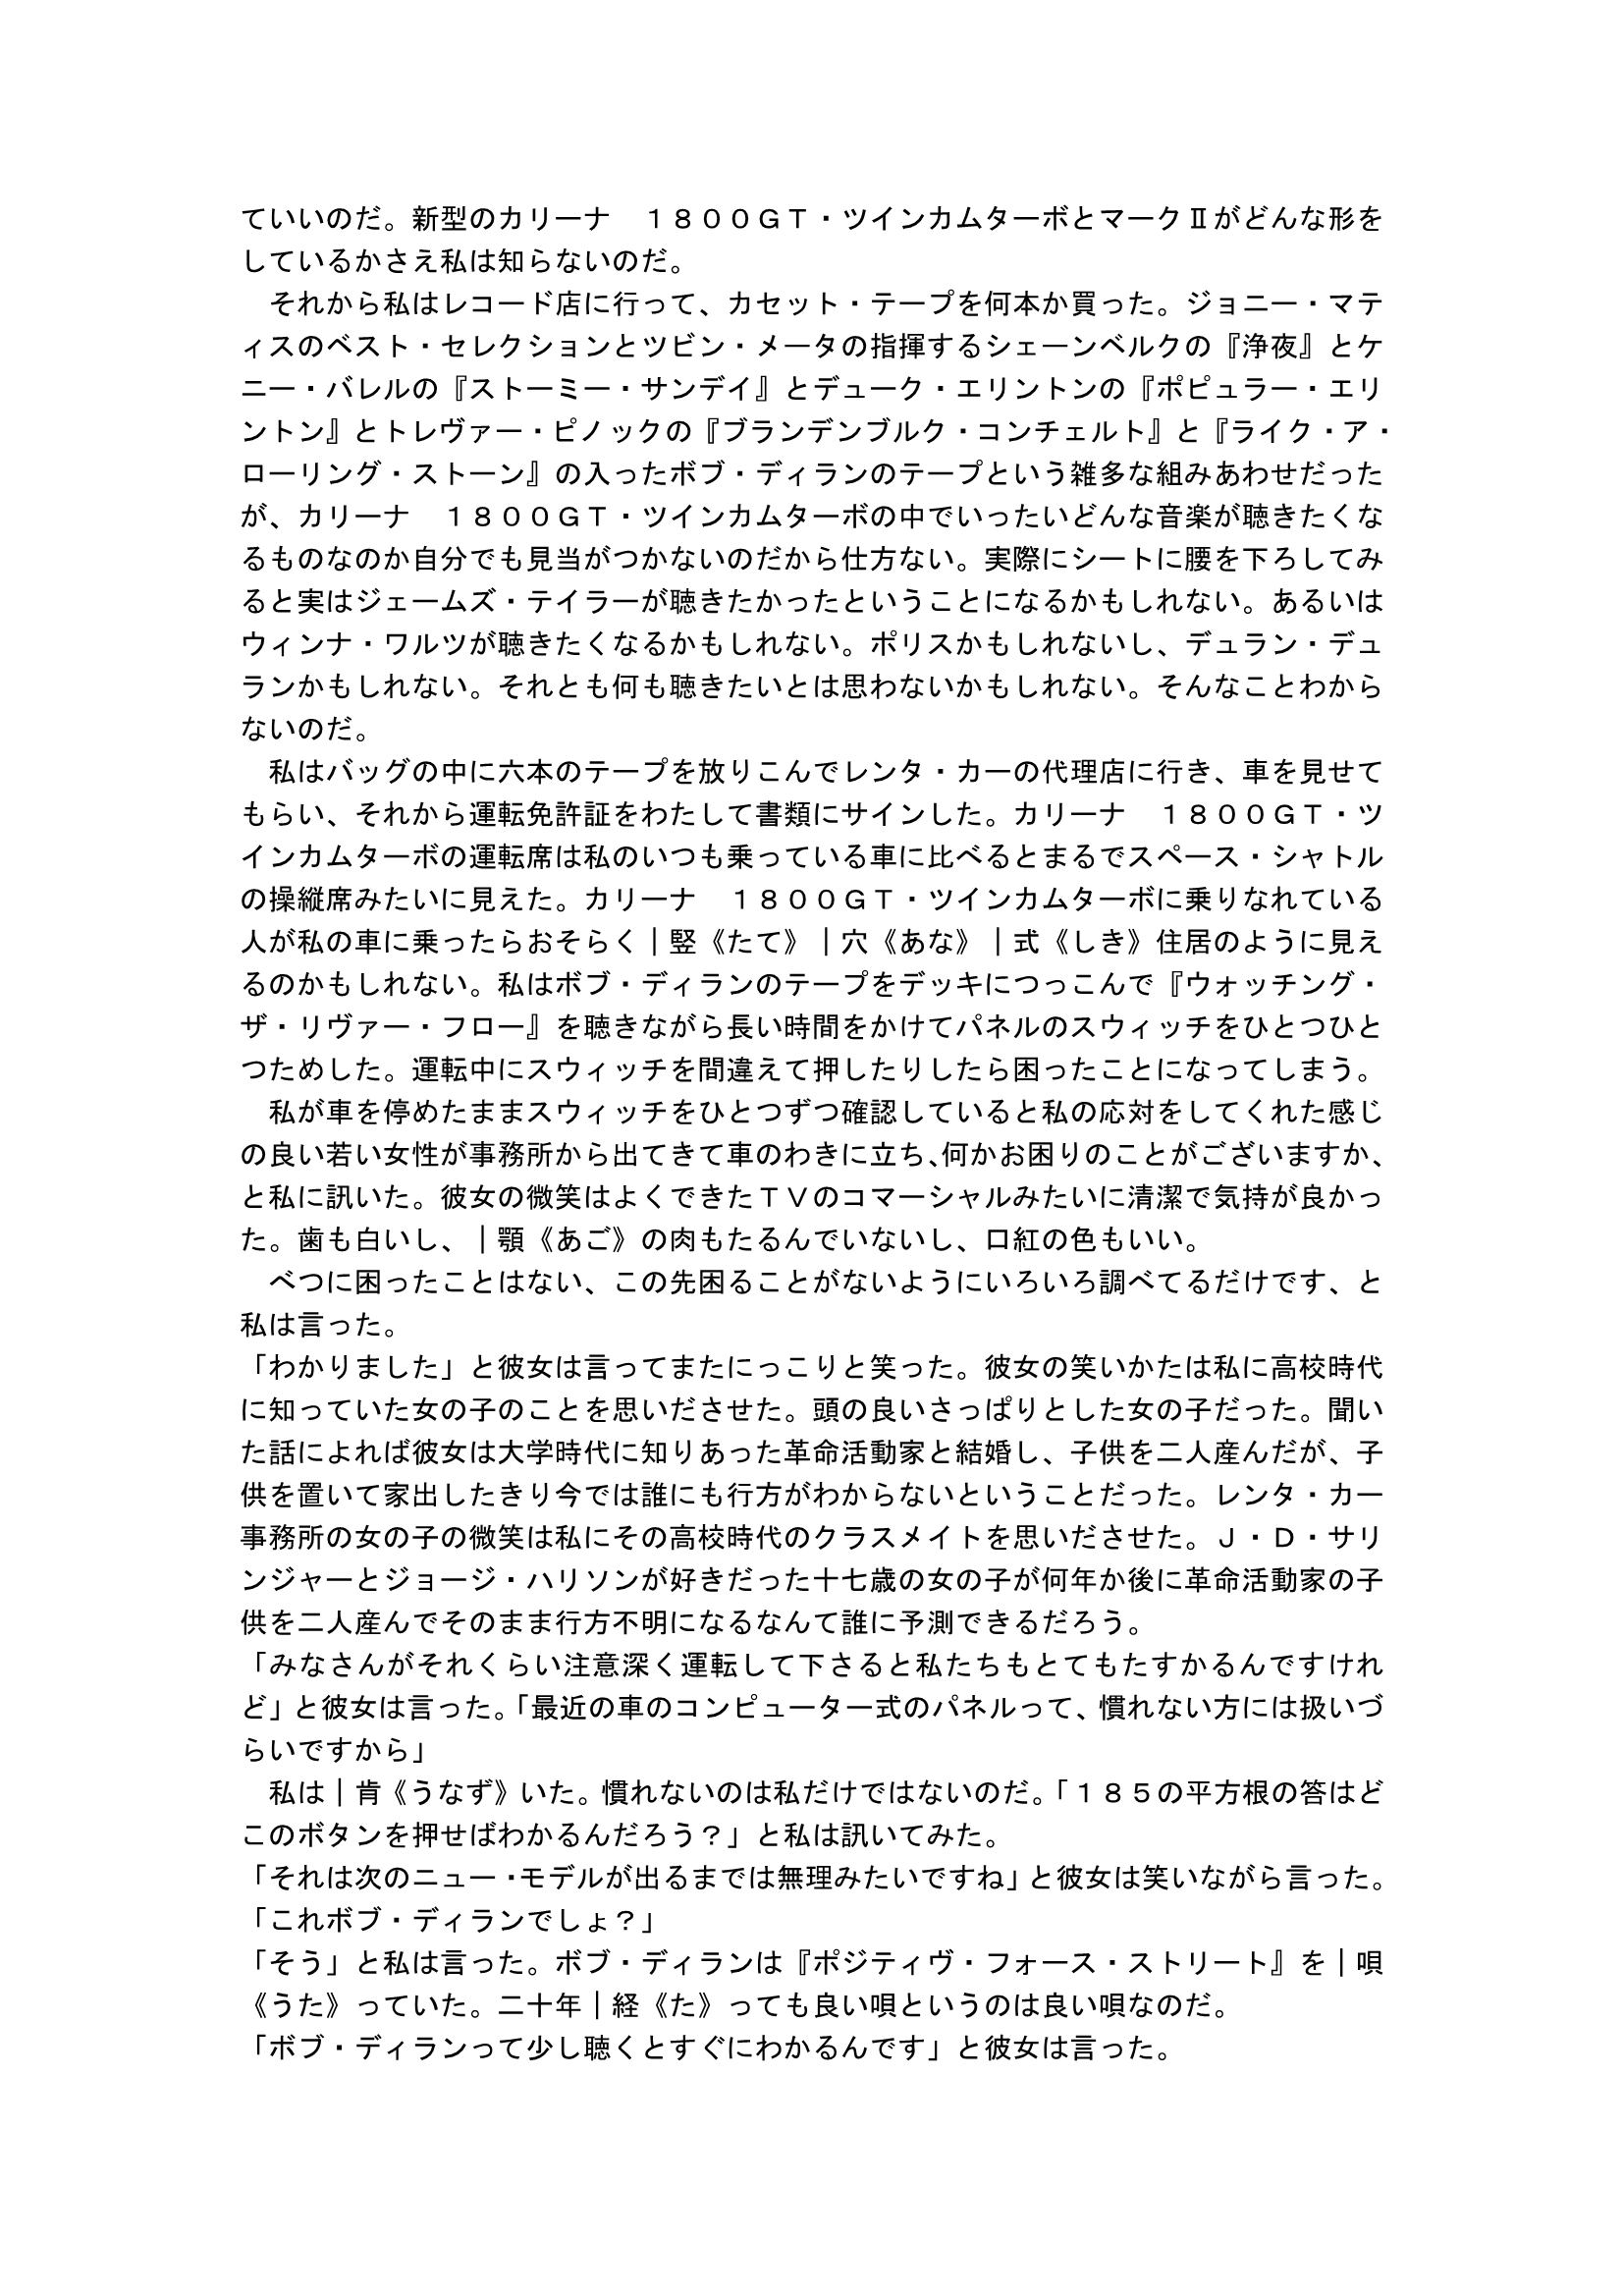 ていいのだ。新型のカリーナ　１８００ＧＴ・ツインカムターボとマークⅡがどんな形を
しているかさえ私は知らないのだ。
　それから私はレコード店に行って、カセット・テープを何本か買った。ジョニー・マテ
ィスのベスト・セレクションとツビン・メータの指揮するシェーンベルクの『浄夜』とケ
ニー・バレルの『ストーミー・サンデイ』とデューク・エリントンの『ポピュラー・エリ
ントン』とトレヴァー・ピノックの『ブランデンブルク・コンチェルト』と『ライク・ア・
ローリング・ストーン』の入ったボブ・ディランのテープという雑多な組みあわせだった
が、カリーナ　１８００ＧＴ・ツインカムターボの中でいったいどんな音楽が聴きたくな
るものなのか自分でも見当がつかないのだから仕方ない。実際にシートに腰を下ろしてみ
ると実はジェームズ・テイラーが聴きたかったということになるかもしれない。あるいは
ウィンナ・ワルツが聴きたくなるかもしれない。ポリスかもしれないし、デュラン・デュ
ランかもしれない。それとも何も聴きたいとは思わないかもしれない。そんなことわから
ないのだ。
　私はバッグの中に六本のテープを放りこんでレンタ・カーの代理店に行き、車を見せて
もらい、それから運転免許証をわたして書類にサインした。カリーナ　１８００ＧＴ・ツ
インカムターボの運転席は私のいつも乗っている車に比べるとまるでスペース・シャトル
の操縦席みたいに見えた。カリーナ　１８００ＧＴ・ツインカムターボに乗りなれている
人が私の車に乗ったらおそらく｜竪《たて》｜穴《あな》｜式《しき》住居のように見え
るのかもしれない。私はボブ・ディランのテープをデッキにつっこんで『ウォッチング・
ザ・リヴァー・フロー』を聴きながら長い時間をかけてパネルのスウィッチをひとつひと
つためした。運転中にスウィッチを間違えて押したりしたら困ったことになってしまう。
　私が車を停めたままスウィッチをひとつずつ確認していると私の応対をしてくれた感じ
の良い若い女性が事務所から出てきて車のわきに立ち、何かお困りのことがございますか、
と私に訊いた。彼女の微笑はよくできたＴＶのコマーシャルみたいに清潔で気持が良かっ
た。歯も白いし、｜顎《あご》の肉もたるんでいないし、口紅の色もいい。
　べつに困ったことはない、この先困ることがないようにいろいろ調べてるだけです、と
私は言った。
「わかりました」と彼女は言ってまたにっこりと笑った。彼女の笑いかたは私に高校時代
に知っていた女の子のことを思いださせた。頭の良いさっぱりとした女の子だった。聞い
た話によれば彼女は大学時代に知りあった革命活動家と結婚し、子供を二人産んだが、子
供を置いて家出したきり今では誰にも行方がわからないということだった。レンタ・カー
事務所の女の子の微笑は私にその高校時代のクラスメイトを思いださせた。Ｊ・Ｄ・サリ
ンジャーとジョージ・ハリソンが好きだった十七歳の女の子が何年か後に革命活動家の子
供を二人産んでそのまま行方不明になるなんて誰に予測できるだろう。
「みなさんがそれくらい注意深く運転して下さると私たちもとてもたすかるんですけれ
ど」と彼女は言った。「最近の車のコンピューター式のパネルって、慣れない方には扱いづ
らいですから」
　私は｜肯《うなず》いた。慣れないのは私だけではないのだ。「１８５の平方根の答はど
このボタンを押せばわかるんだろう？」と私は訊いてみた。
「それは次のニュー・モデルが出るまでは無理みたいですね」と彼女は笑いながら言った。
「これボブ・ディランでしょ？」
「そう」と私は言った。ボブ・ディランは『ポジティヴ・フォース・ストリート』を｜唄
《うた》っていた。二十年｜経《た》っても良い唄というのは良い唄なのだ。
「ボブ・ディランって少し聴くとすぐにわかるんです」と彼女は言った。